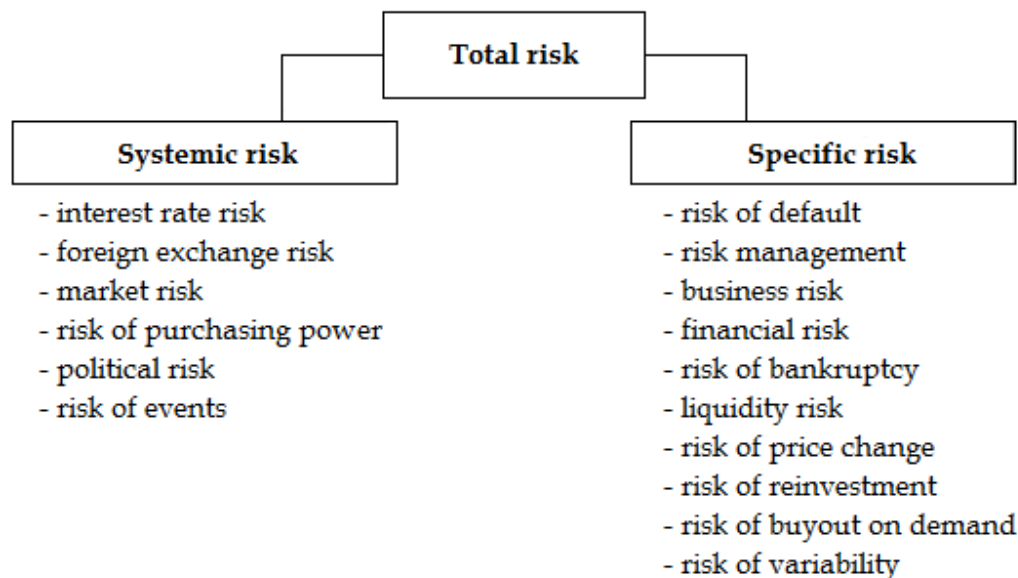 Total risk
Systemic risk
- interest rate risk
- foreign exchange risk
- market risk
- risk of purchasing power
- political risk
- risk of events
Specific risk
- risk of default
- risk management
- business risk
- financial risk
- risk of bankruptcy
- liquidity risk
- risk of price change
- risk of reinvestment
- risk of buyout on demand
- risk of variability